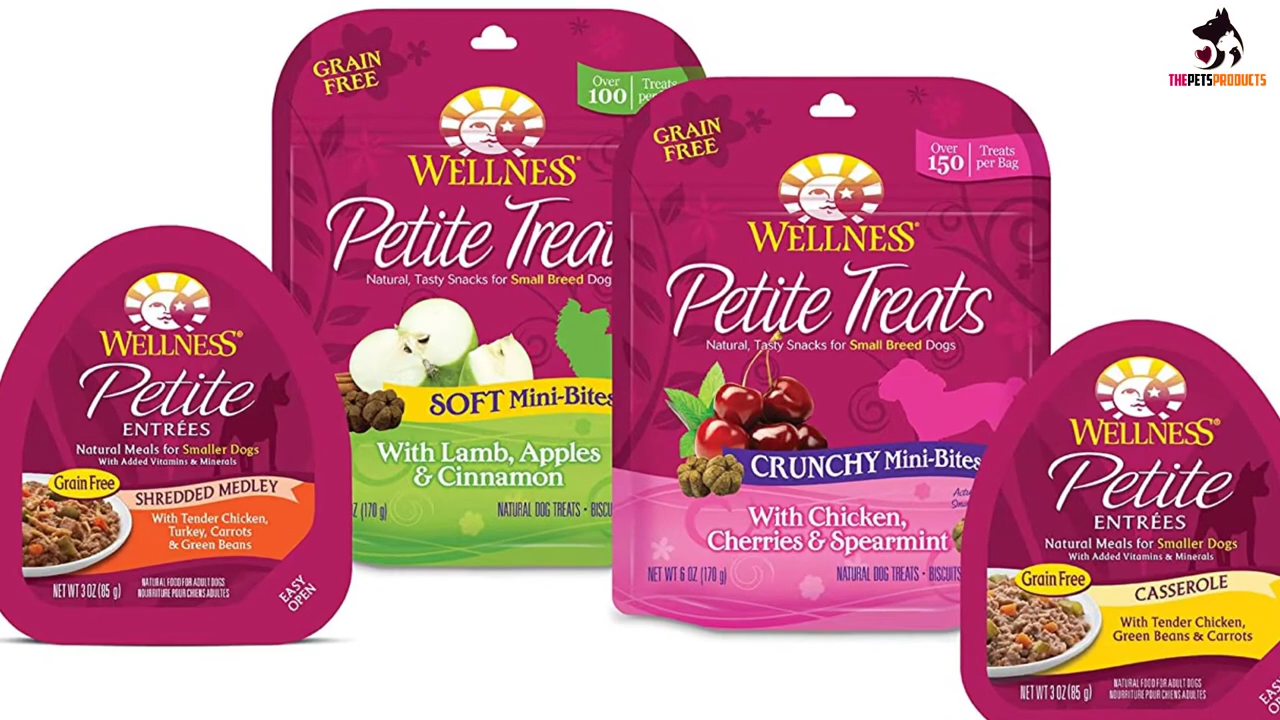 THEPETSPRODUCTS
GRAIN
FREE
Over
100
Treats
WELLNESS®
Petite Treat
Natural, Tasty Snacks for Small Breed Dog
SOFT Mini-Bites
With Lamb, Apples
& Cinnamon
(170 g)
NATURAL DOG TREATS •
GRAIN
FREE
Over
150
Treats
per Bag
WELLNESS®
Petite Treats
Natural, Tasty Snacks for Small Breed Dogs
CRUNCHY Mini-Bites
With Chicken,
Cherries & Spearmint
NET WT 6 OZ (170 g)
NATURAL DOG TREATS • BISCUITS
WELLNESS®
Petite
ENTRÉES
Natural Meals for Smaller Dogs
With Added Vitamins & Minerals
Grain Free
SHREDDED MEDLEY
With Tender Chicken,
Turkey, Carrots
& Green Beans
NET WT 3 OZ (85 g)
NATURAL FOOD FOR ADULT DOGS
NOURRITURE POUR CHIENS ADULTES
EASY
OPEN
WELLNESS®
Petite
ENTRÉES
Natural Meals for Smaller Dogs
With Added Vitamins & Minerals
Grain Free
CASSEROLE
With Tender Chicken,
Green Beans & Carrots
NET WT 3 OZ (85 g)
NATURAL FOOD FOR ADULT DOGS
NOURRITURE POUR CHIENS ADULTES